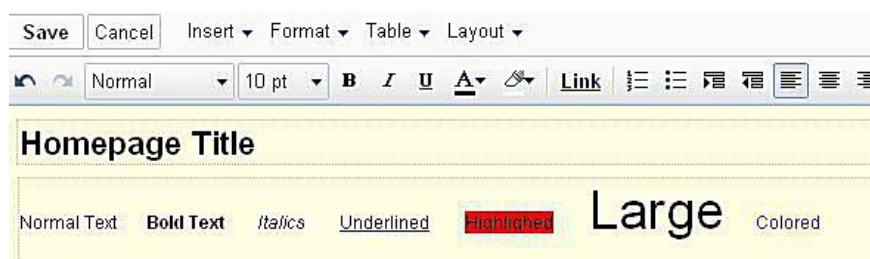 Save Cancel Insert Format Table Layout
Normal 10 pt B I U A Link
Homepage Title
Normal Text Bold Text Italics Underlined Highlighed Large Colored